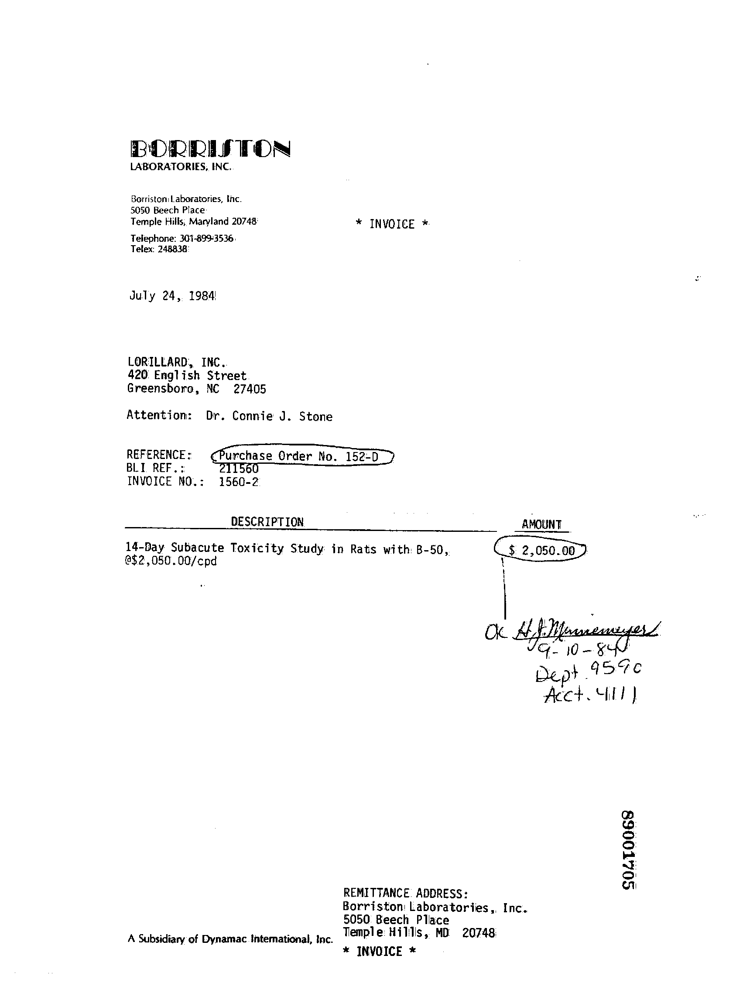 BORRISTON
LABORATORIES, INC.
Borriston Laboratories, Inc.
5050 Beech Place
Temple Hills, Maryland 20748
Telephone: 301-899-3536
Telex: 248838
* INVOICE *
July 24, 1984
LORILLARD, INC.
420 English Street
Greensboro, NC 27405
Attention: Dr. Connie J. Stone
REFERENCE: Purchase Order No. 152-D
BLI REF.: 211560
INVOICE NO.: 1560-2
DESCRIPTION AMOUNT
14-Day Subacute Toxicity Study in Rats with B-50, $ 2,050.00
@$2,050.00/cpd
OK H.J. Minnemeyer
9-10-84
Dept. 9590
Acct. 4111
89001705
REMITTANCE ADDRESS:
Borriston Laboratories, Inc.
5050 Beech Place
Temple Hills, MD 20748
A Subsidiary of Dynamac International, Inc.
* INVOICE *